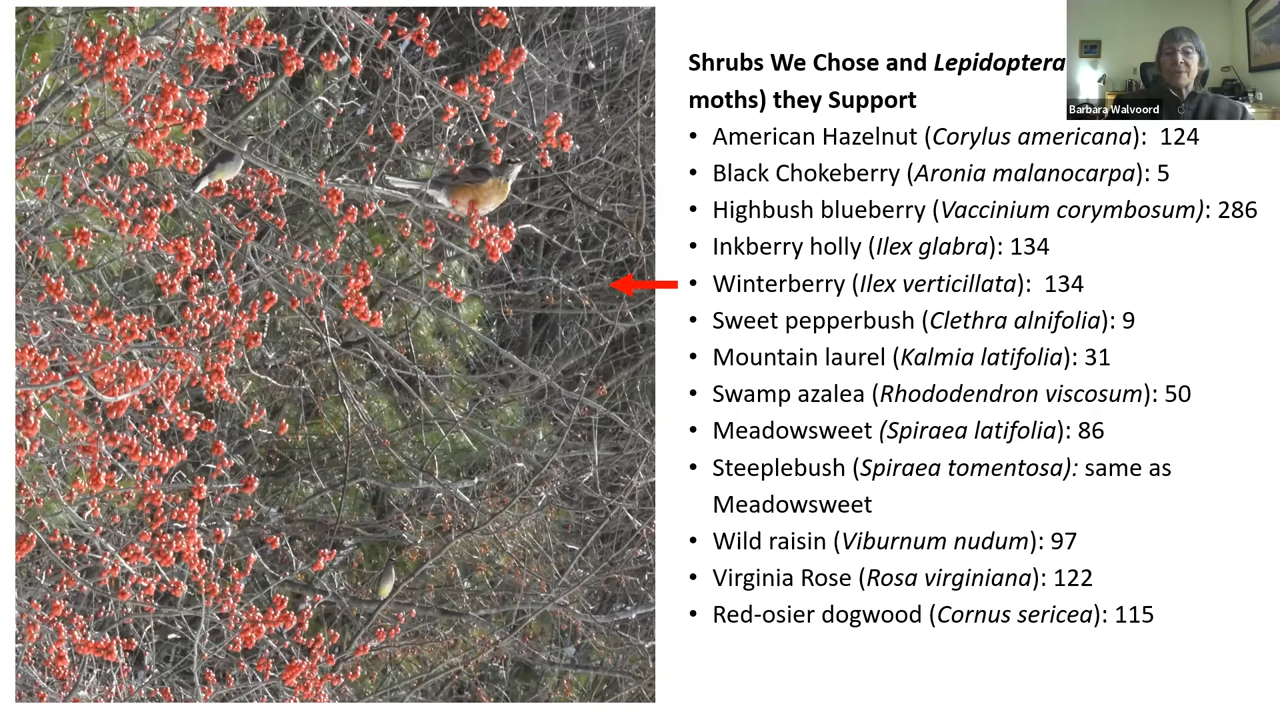 Shrubs We Chose and Lepidoptera
moths) they Support
• American Hazelnut (Corylus americana): 124
• Black Chokeberry (Aronia malanocarpa): 5
• Highbush blueberry (Vaccinium corymbosum): 286
• Inkberry holly (Ilex glabra): 134
• Winterberry (Ilex verticillata): 134
• Sweet pepperbush (Clethra alnifolia): 9
• Mountain laurel (Kalmia latifolia): 31
• Swamp azalea (Rhododendron viscosum): 50
• Meadowsweet (Spiraea latifolia): 86
• Steeplebush (Spiraea tomentosa): same as
Meadowsweet
• Wild raisin (Viburnum nudum): 97
• Virginia Rose (Rosa virginiana): 122
• Red-osier dogwood (Cornus sericea): 115
Barbara Walvoord